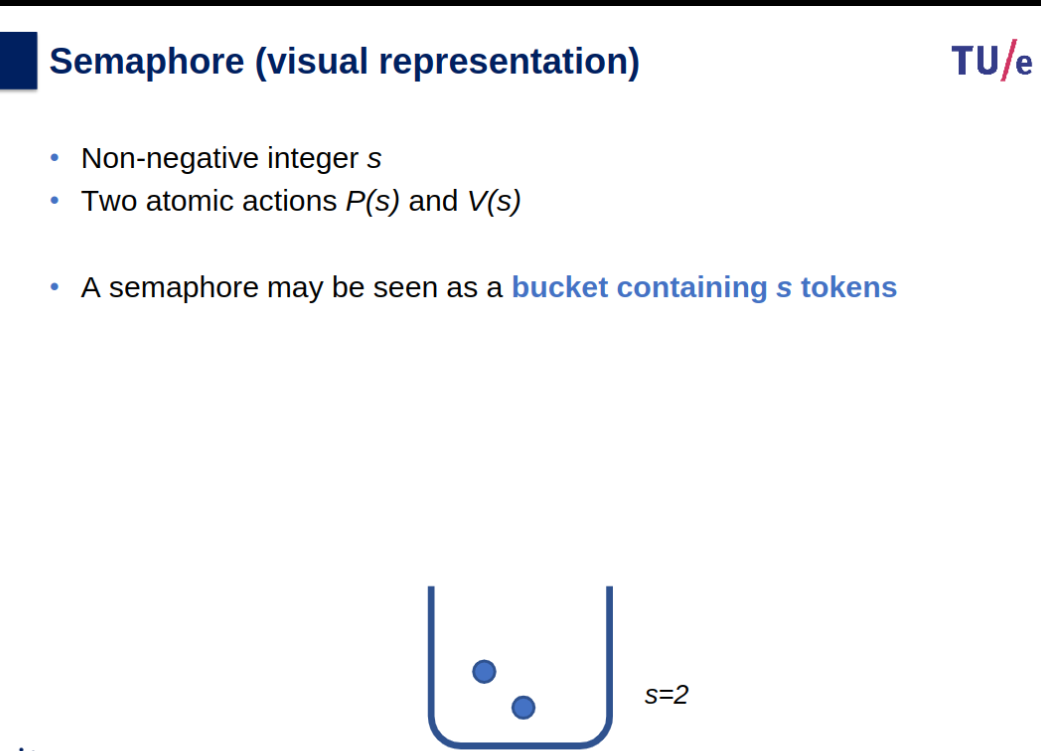 Semaphore (visual representation)
TU/e
• Non-negative integer s
• Two atomic actions P(s) and V(s)
• A semaphore may be seen as a bucket containing s tokens
s=2